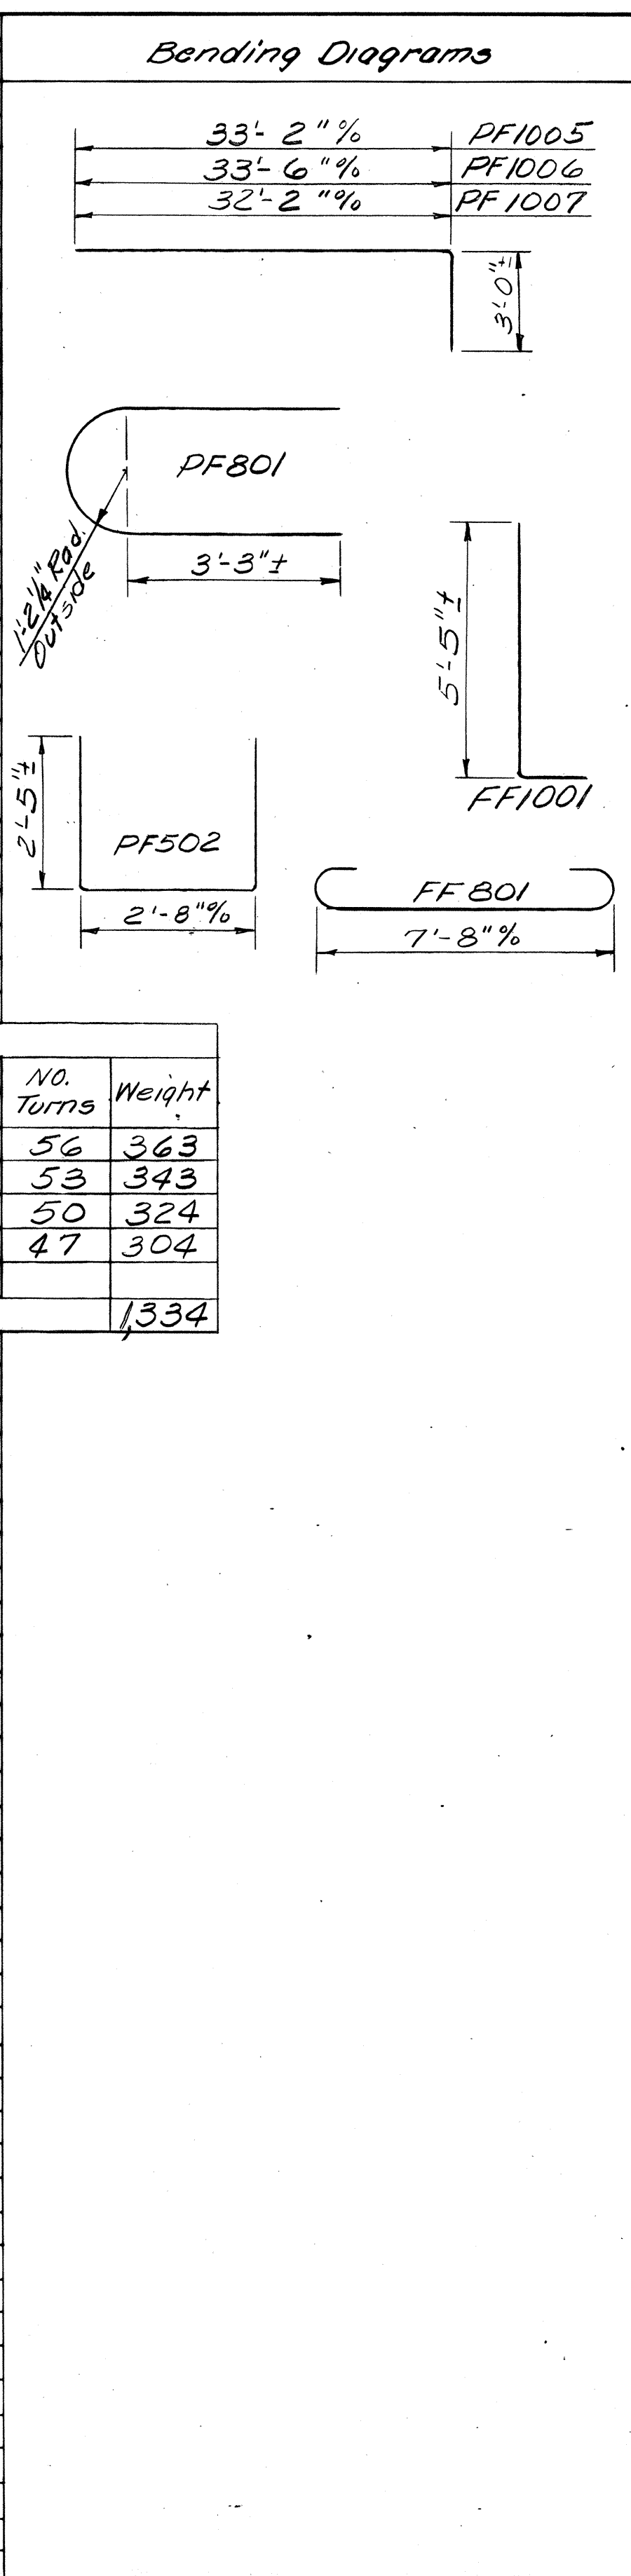 Bending Diagrams
33'-2"% PF1005
33'-6"% PF1006
32'-2"% PF1007
3'-0"±
PF801
1'-2¼" Rad.
Outside
3'-3"±
5'-5"±
FF1001
2'-5"±
PF502
2'-8"%
FF801
7'-8"%
NO. Turns Weight
56 363
53 343
50 324
47 304
1,334